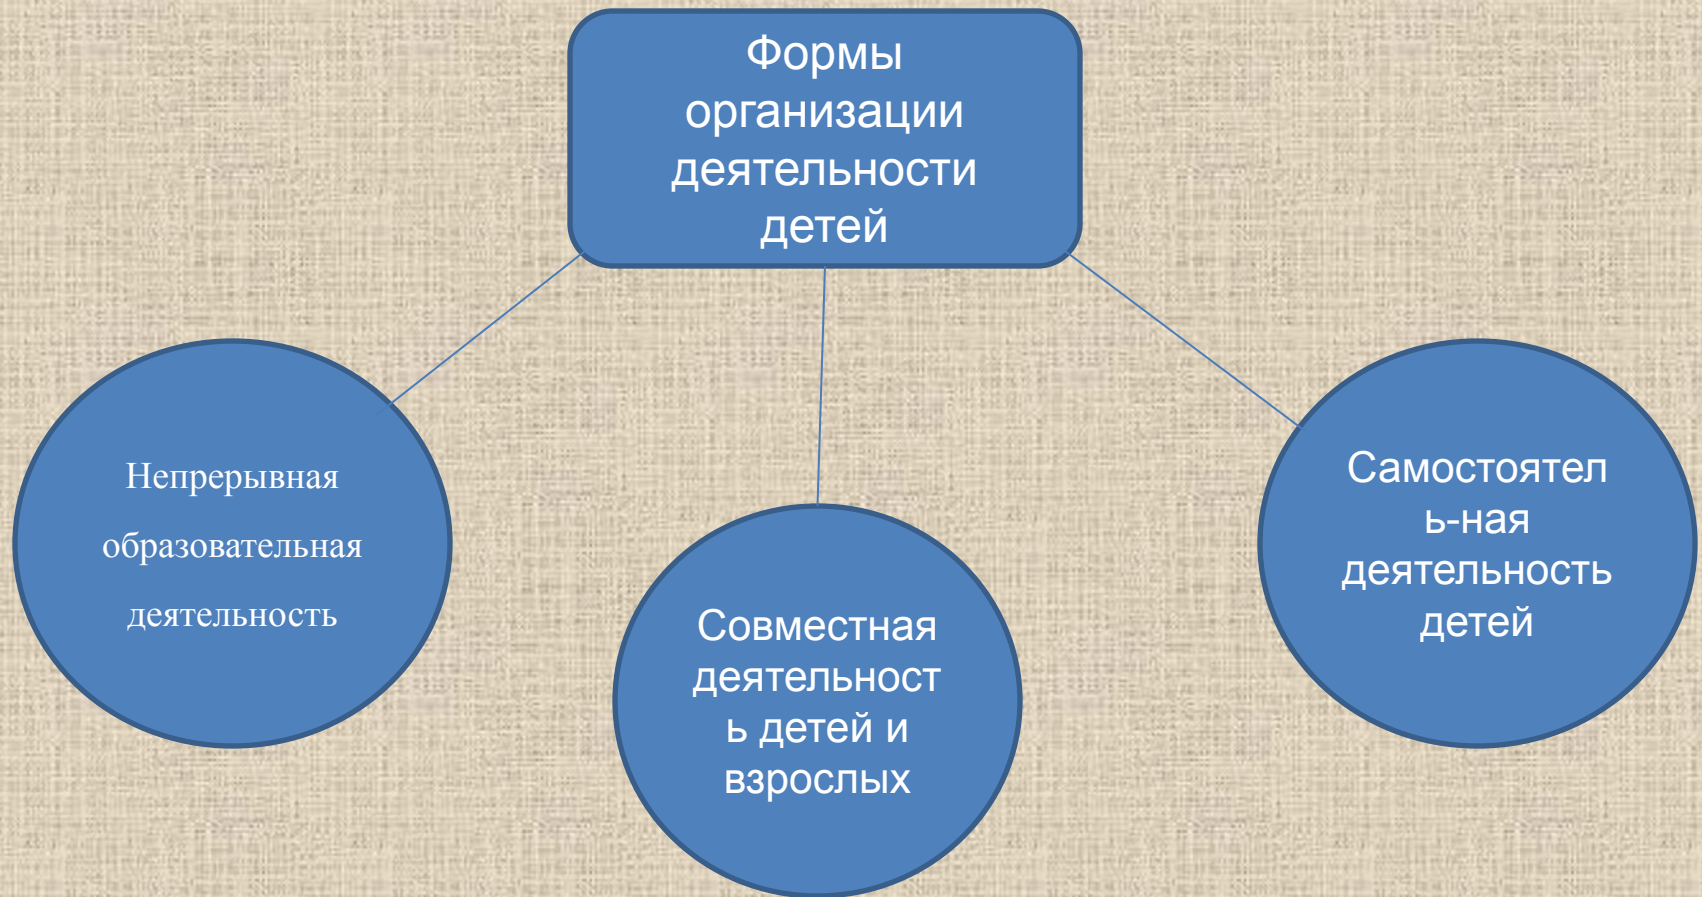 Формы
организации
деятельности
детей
Непрерывная
образовательная
деятельность
Совместная
деятельност
ь детей и
взрослых
Самостоятел
ь-ная
деятельность
детей